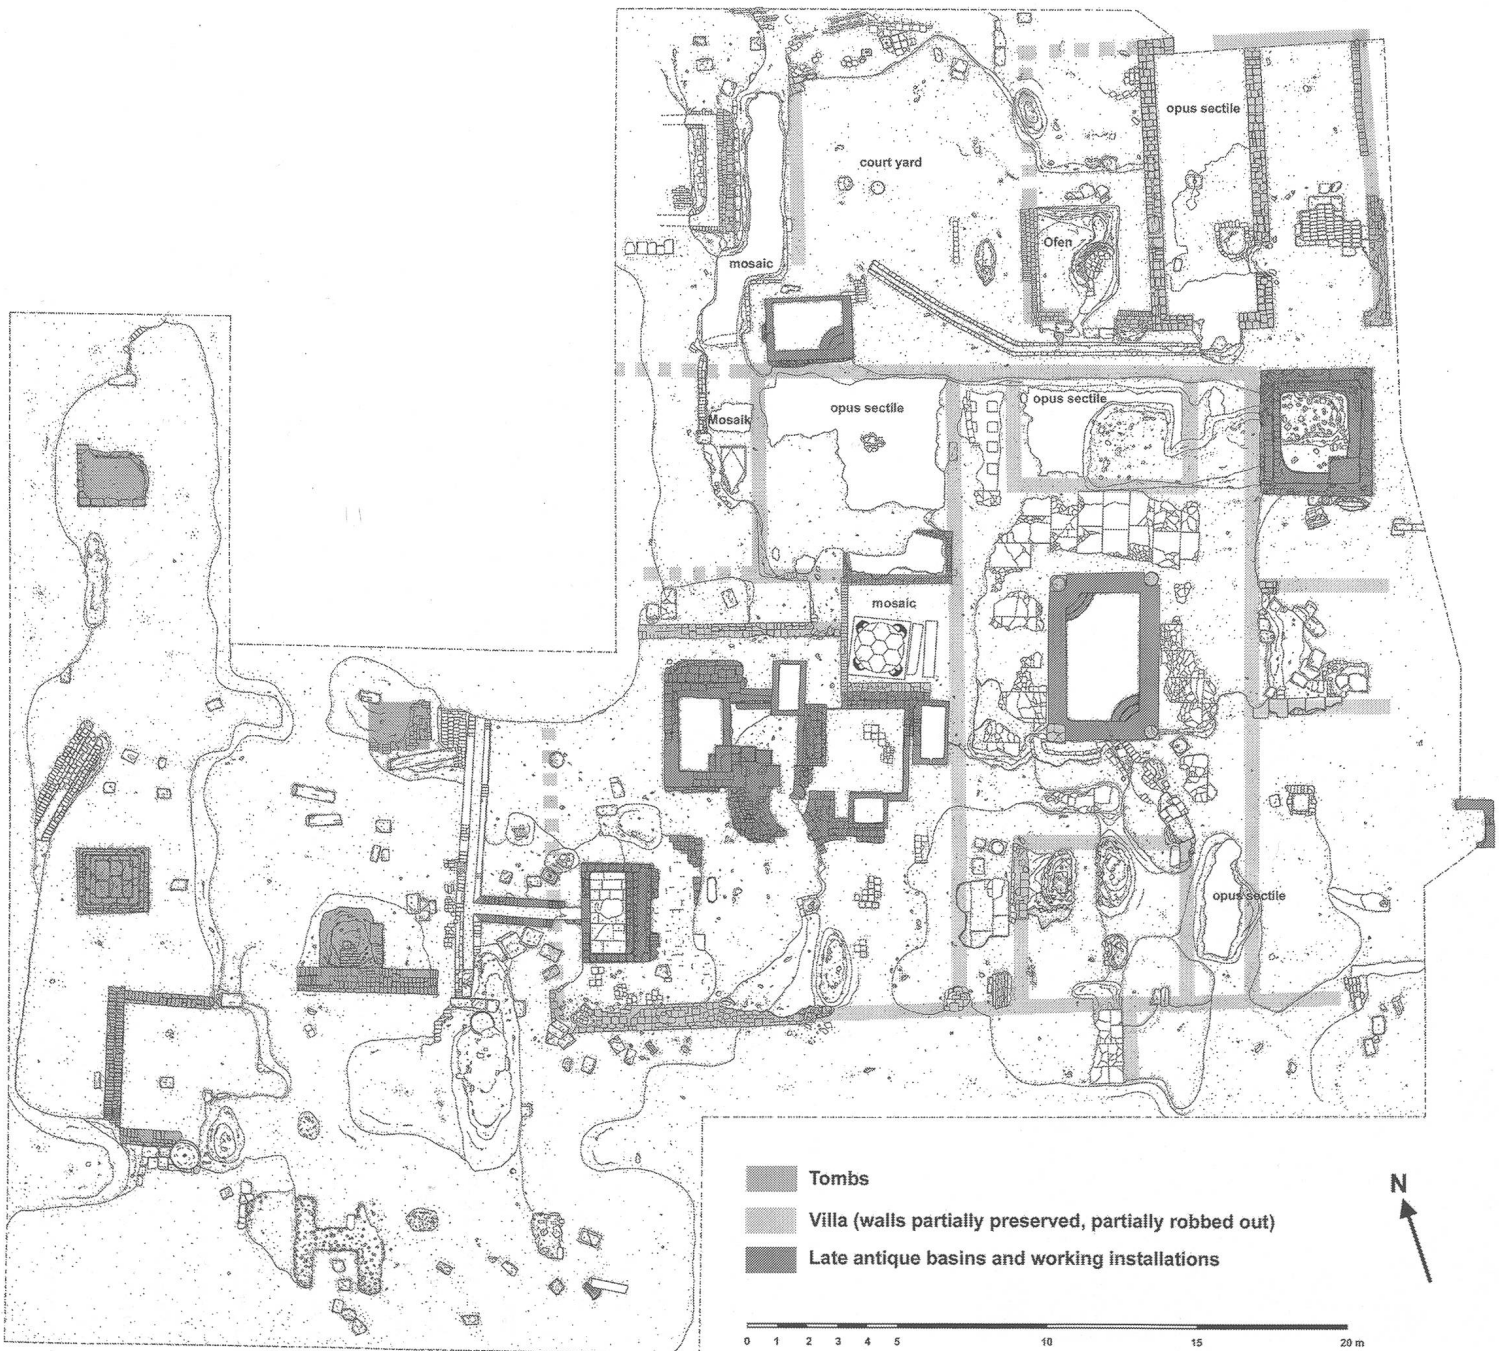 opus sectile
court yard
Ofen
mosaic
opus sectile
opus sectile
Mosaik
mosaic
opus sectile
Tombs
Villa (walls partially preserved, partially robbed out)
Late antique basins and working installations
N
0 1 2 3 4 5 10 15 20 m